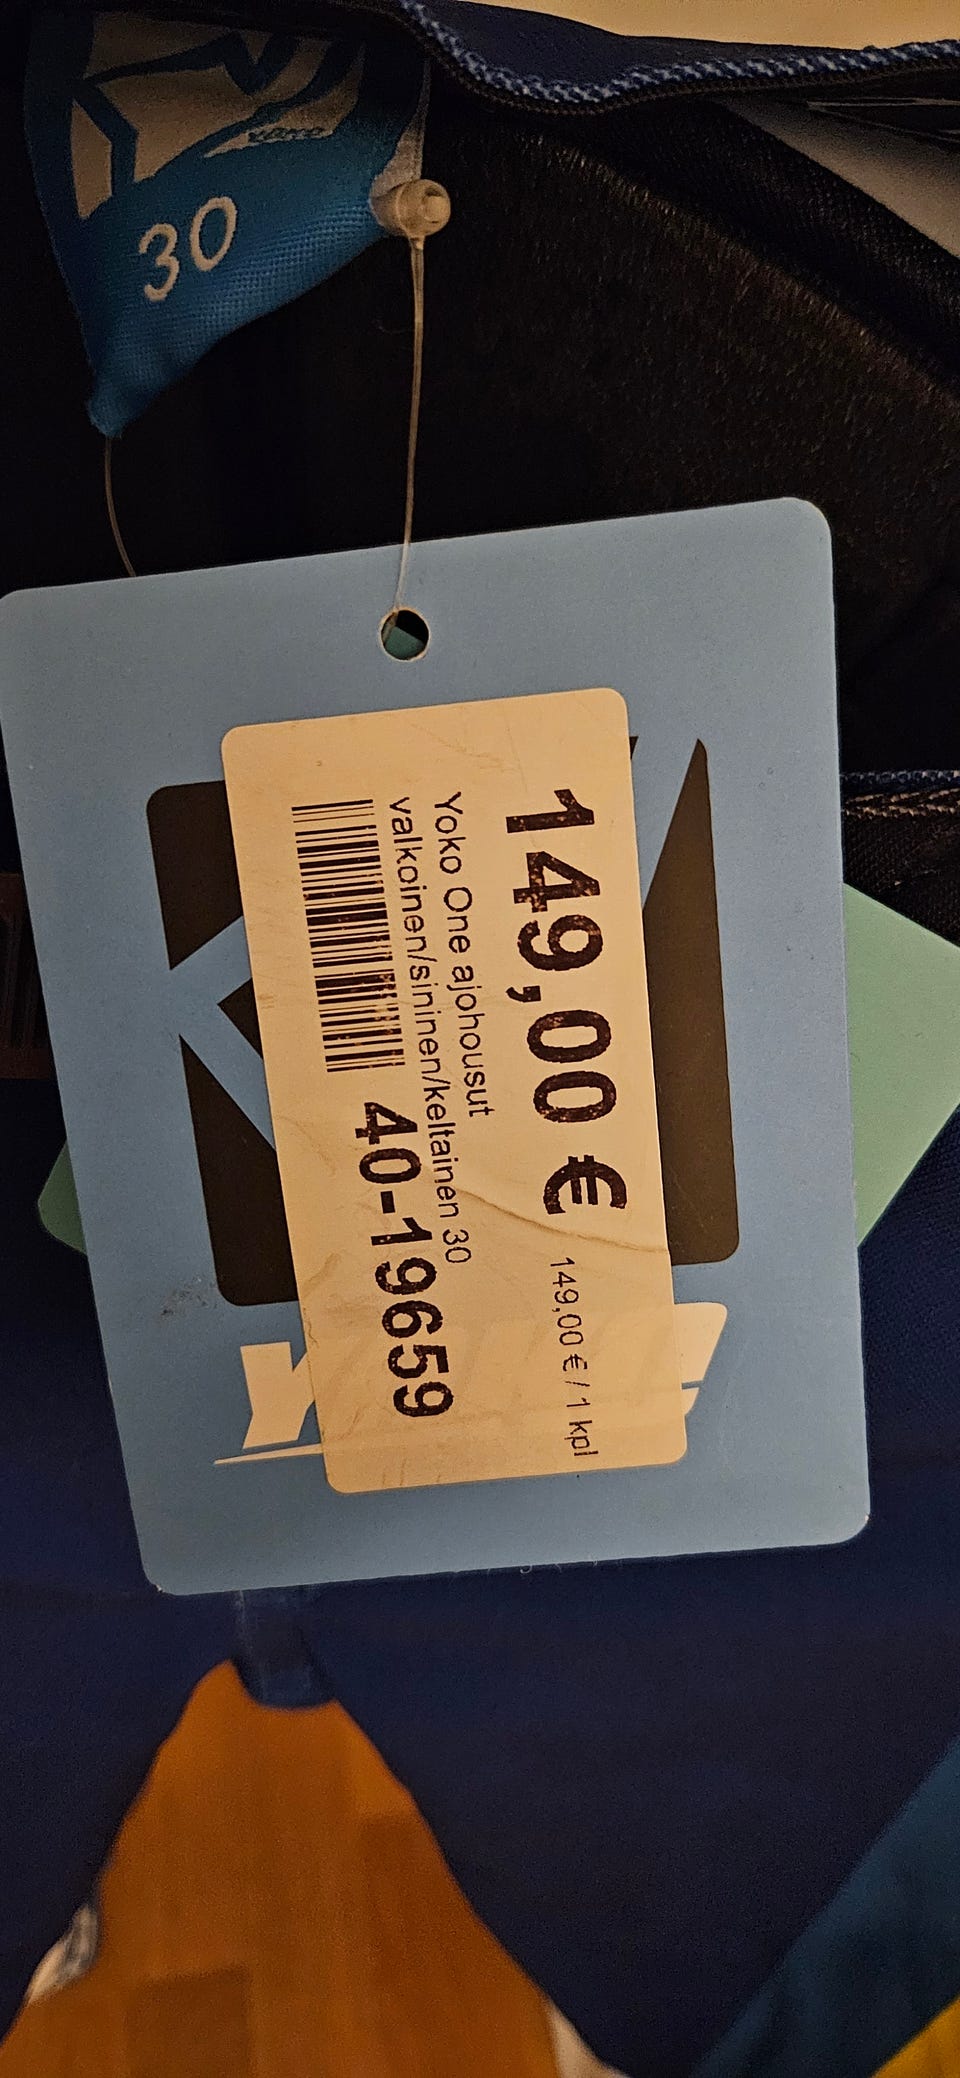 30
149,00 € 149,00 € / 1 kpl
Yoko One ajohousut
valkoinen/sininen/keltainen 30
40-19659